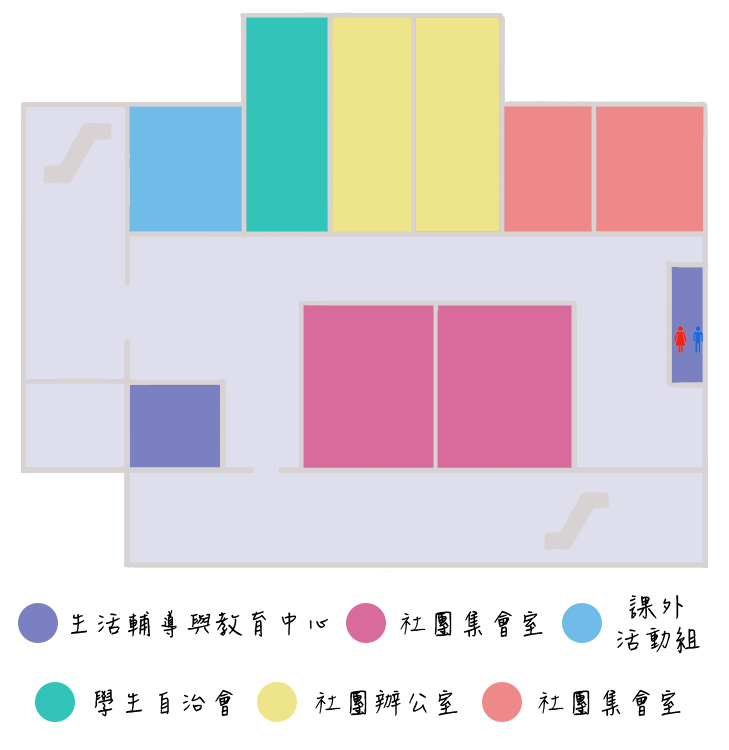 生活輔導與教育中心
社團集會室
課外
活動組
學生自治會
社團辦公室
社團集會室